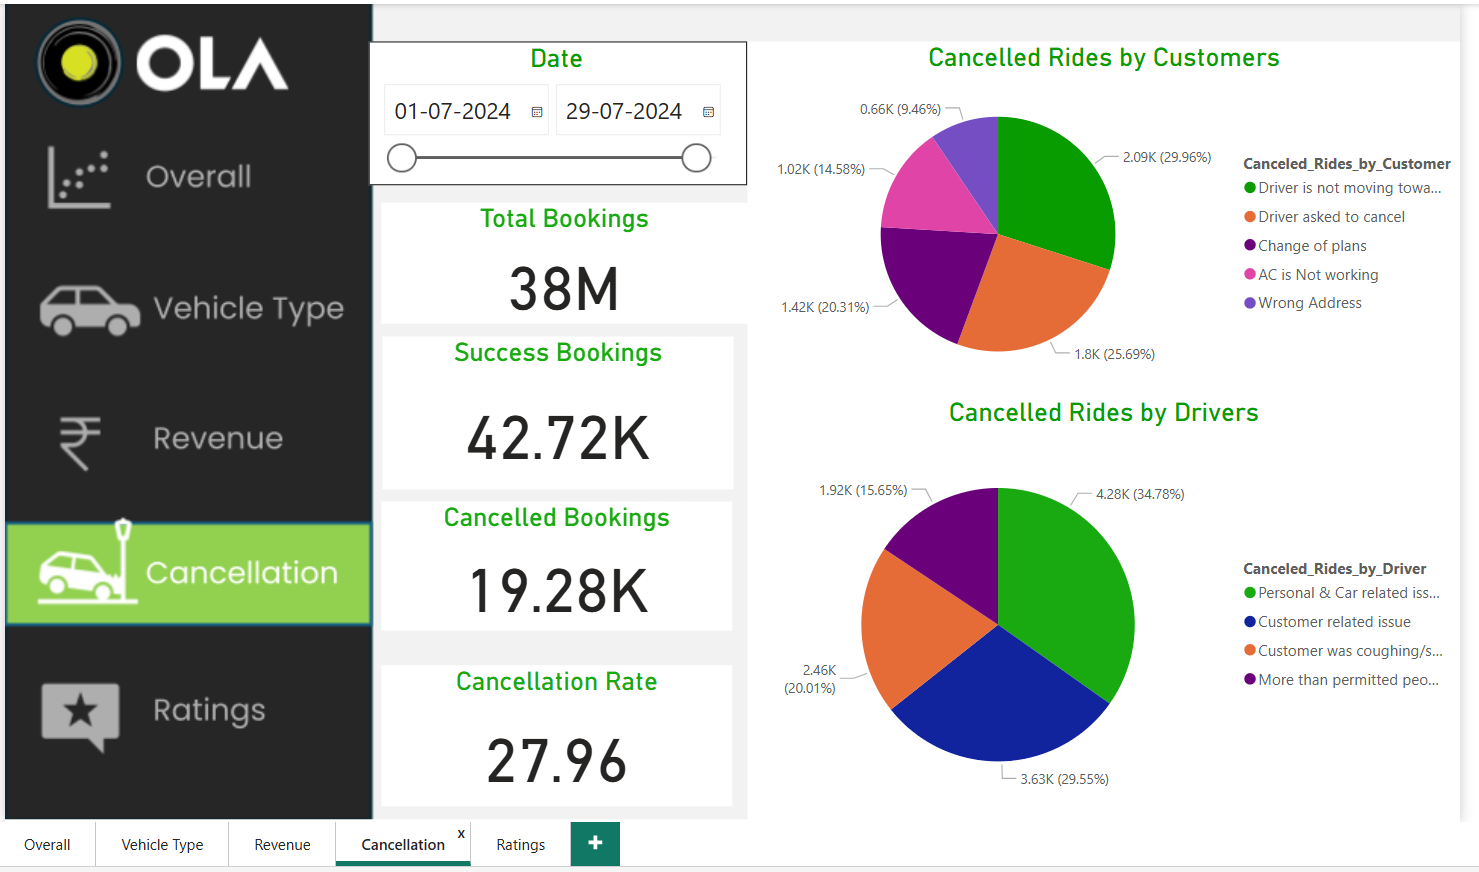 OLA
Overall
Vehicle Type
Revenue
Cancellation
Ratings
Date
01-07-2024
29-07-2024
Total Bookings
38M
Success Bookings
42.72K
Cancelled Bookings
19.28K
Cancellation Rate
27.96
Cancelled Rides by Customers
0.66K (9.46%)
2.09K (29.96%)
1.02K (14.58%)
1.42K (20.31%)
1.8K (25.69%)
Canceled_Rides_by_Customer
Driver is not moving towa...
Driver asked to cancel
Change of plans
AC is Not working
Wrong Address
Cancelled Rides by Drivers
1.92K (15.65%)
4.28K (34.78%)
2.46K
(20.01%)
3.63K (29.55%)
Canceled_Rides_by_Driver
Personal & Car related iss...
Customer related issue
Customer was coughing/s...
More than permitted peo...
Overall
Vehicle Type
Revenue
Cancellation
x
Ratings
+